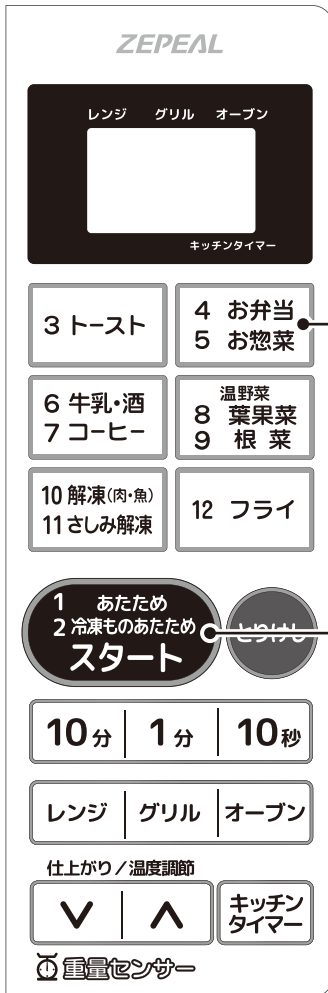 ZEPEAL
レンジ グリル オーブン
キッチンタイマー
3 トースト
4 お弁当
5 お惣菜
6 牛乳・酒
7 コーヒー
温野菜
8 葉果菜
9 根菜
10 解凍(肉・魚)
11 さしみ解凍
12 フライ
1 あたため
2 冷凍ものあたため
スタート
とりけし
10分 1分 10秒
レンジ グリル オーブン
仕上がり/温度調節
∨ ∧
キッチン
タイマー
重量センサー